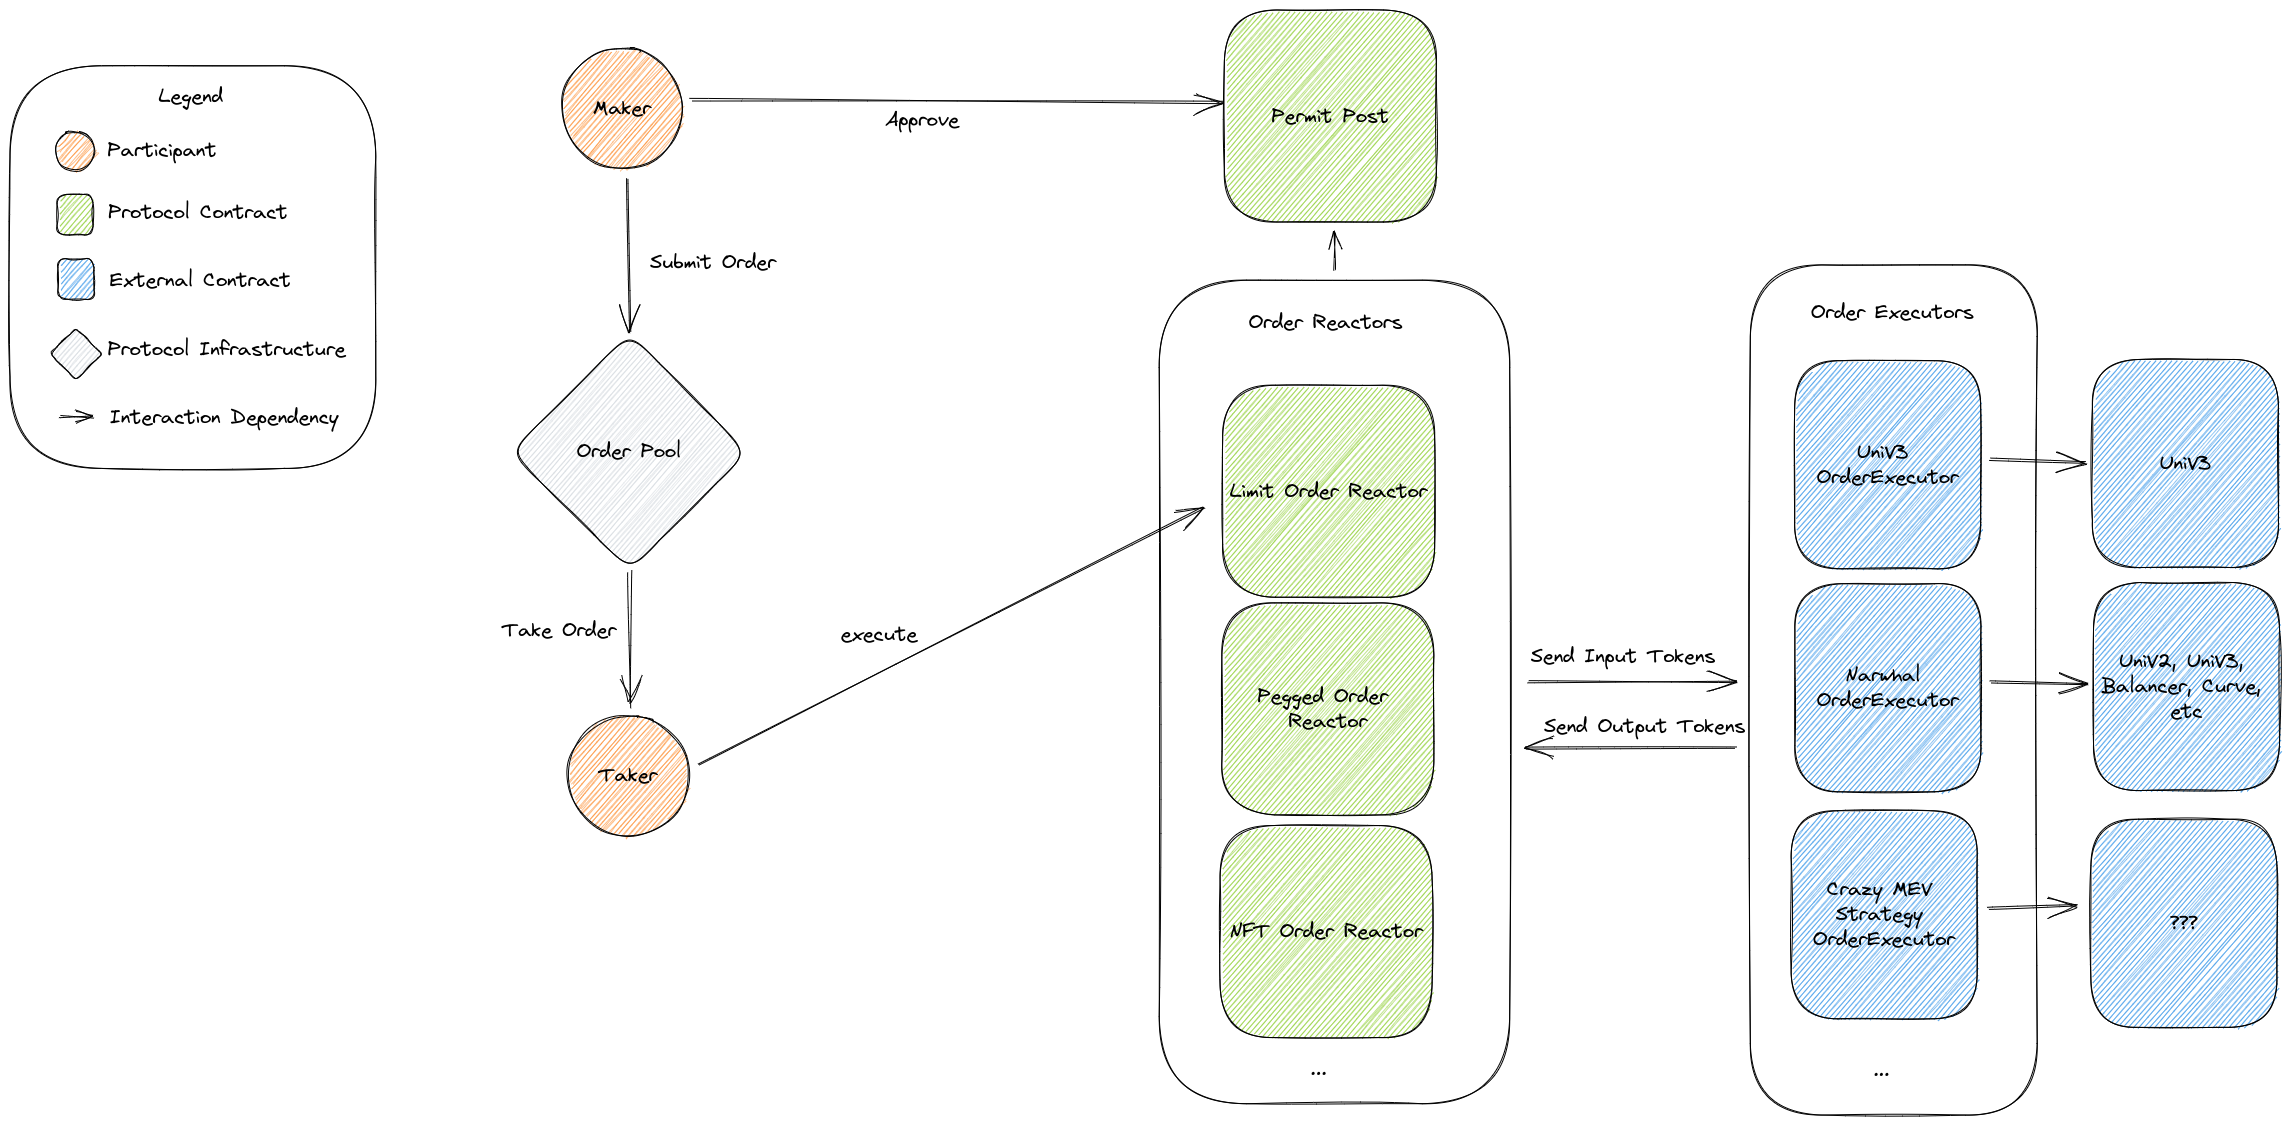 Legend
Participant
Protocol Contract
External Contract
Protocol Infrastructure
Interaction Dependency
Maker
Approve
Permit Post
Submit Order
Order Pool
Take Order
Taker
execute
Order Reactors
Limit Order Reactor
Pegged Order
Reactor
NFT Order Reactor
...
Send Input Tokens
Send Output Tokens
Order Executors
UniV3
OrderExecutor
Narwhal
OrderExecutor
Crazy MEV
Strategy
OrderExecutor
...
UniV3
UniV2, UniV3,
Balancer, Curve,
etc
???